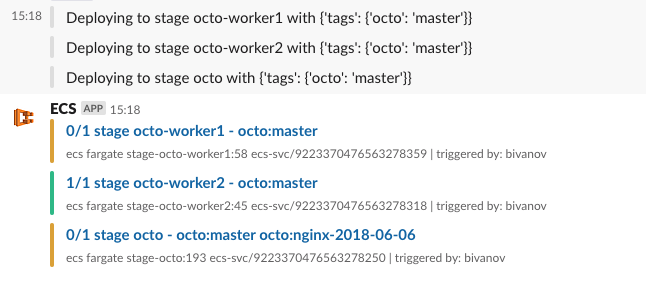 15:18
Deploying to stage octo-worker1 with {'tags': {'octo': 'master'}}
Deploying to stage octo-worker2 with {'tags': {'octo': 'master'}}
Deploying to stage octo with {'tags': {'octo': 'master'}}
ECS APP 15:18
0/1 stage octo-worker1 - octo:master
ecs fargate stage-octo-worker1:58 ecs-svc/9223370476563278359 | triggered by: bivanov
1/1 stage octo-worker2 - octo:master
ecs fargate stage-octo-worker2:45 ecs-svc/9223370476563278318 | triggered by: bivanov
0/1 stage octo - octo:master octo:nginx-2018-06-06
ecs fargate stage-octo:193 ecs-svc/9223370476563278250 | triggered by: bivanov